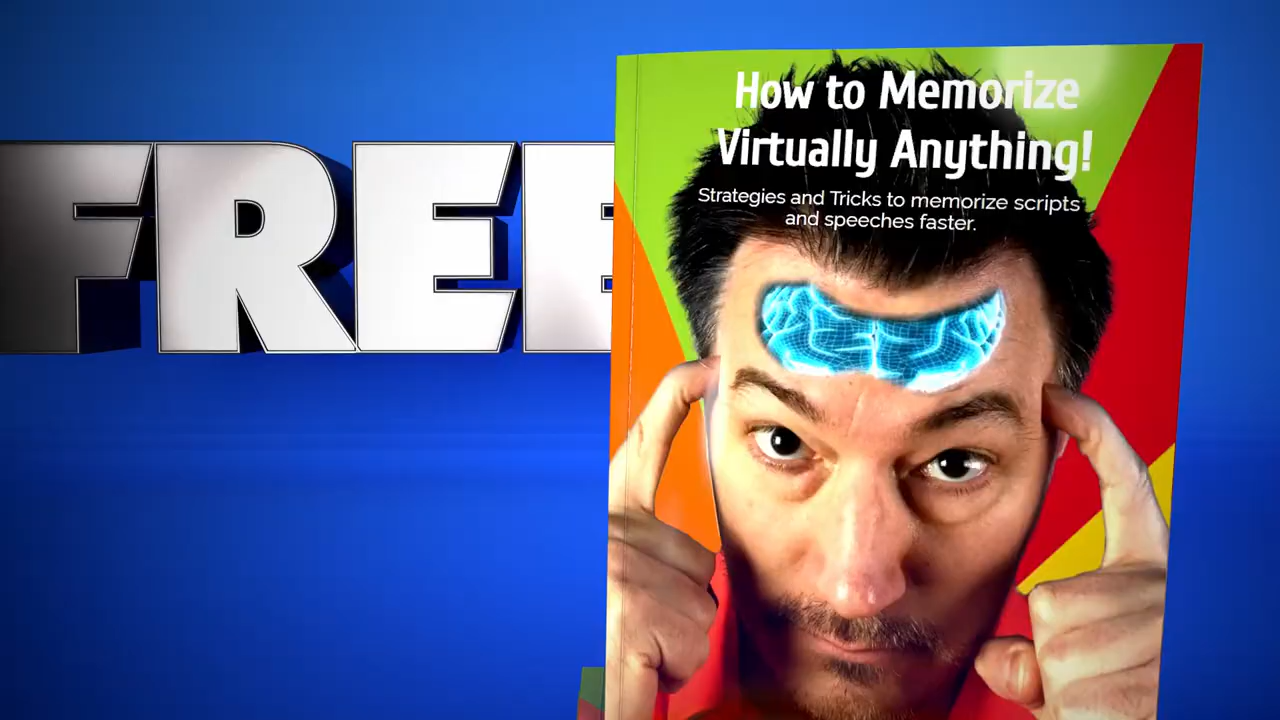 FREE
How to Memorize
Virtually Anything!
Strategies and Tricks to memorize scripts
and speeches faster.